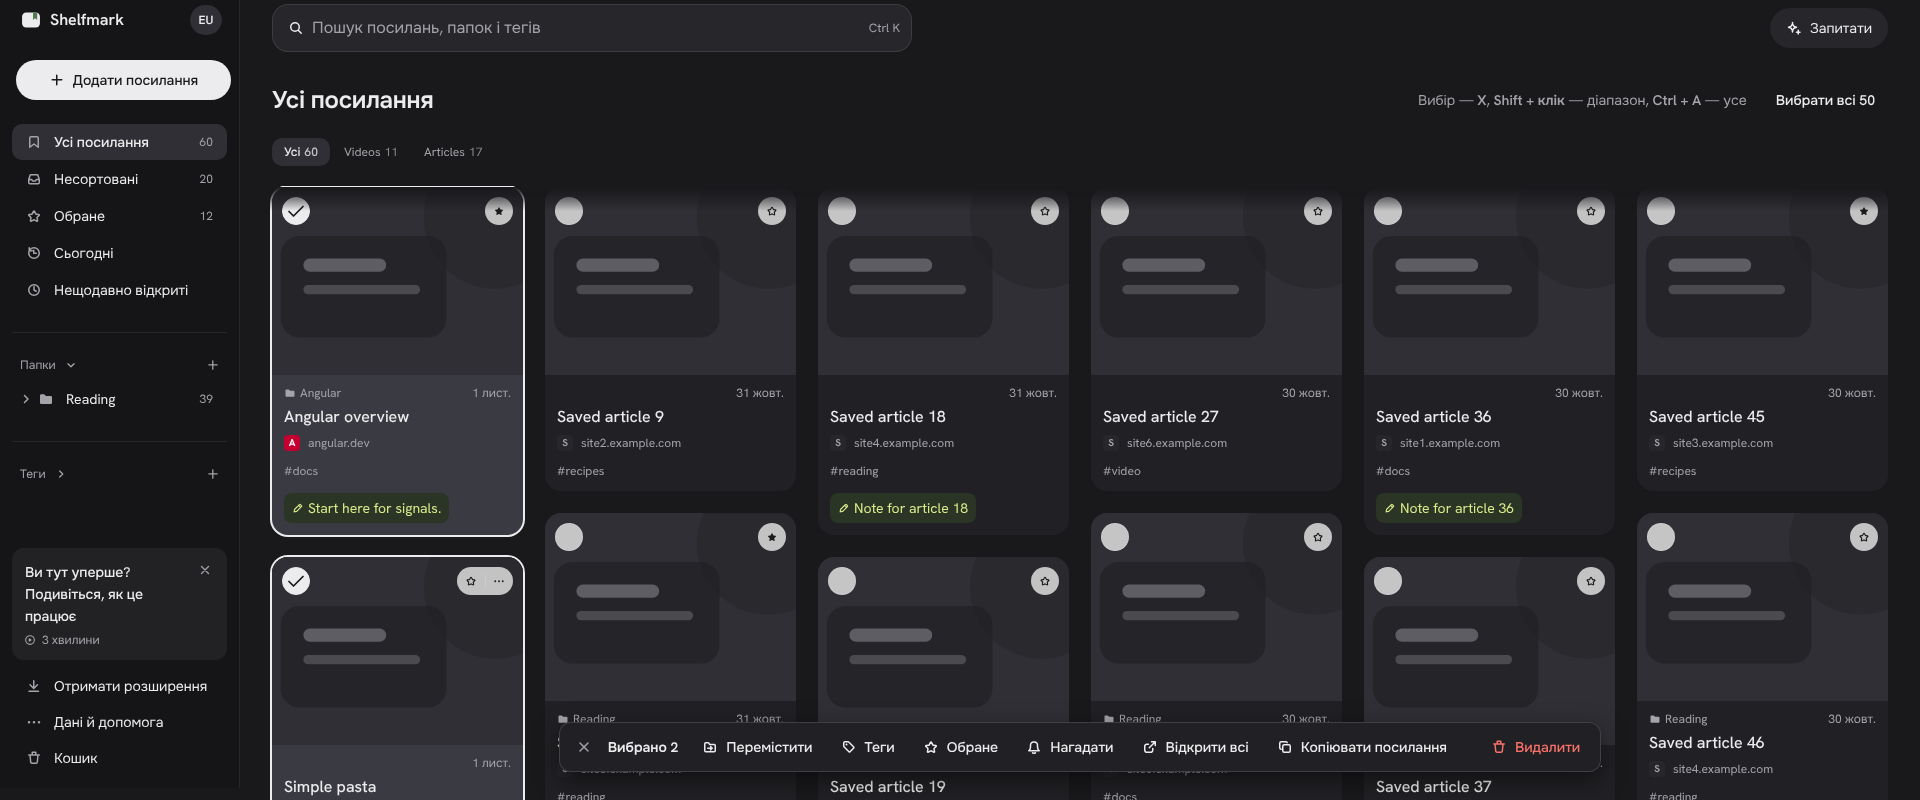 Shelfmark
EU
Додати посилання
Усі посилання 60
Несортовані 20
Обране 12
Сьогодні
Нещодавно відкриті
Папки
Reading 39
Теги
Ви тут уперше?
Подивіться, як це
працює
3 хвилини
Отримати розширення
Дані й допомога
Кошик
Пошук посилань, папок і тегів
Ctrl K
Запитати
Усі посилання
Вибір — X, Shift + клік — діапазон, Ctrl + A — усе
Вибрати всі 50
Усі 60
Videos 11
Articles 17
Angular 1 лист.
Angular overview
A angular.dev
#docs
Start here for signals.
31 жовт.
Saved article 9
S site2.example.com
#recipes
31 жовт.
Saved article 18
S site4.example.com
#reading
Note for article 18
30 жовт.
Saved article 27
S site6.example.com
#video
30 жовт.
Saved article 36
S site1.example.com
#docs
Note for article 36
30 жовт.
Saved article 45
S site3.example.com
#recipes
1 лист.
Simple pasta
Reading 31 жовт.
#reading
Saved article 19
Reading 30 жовт.
#docs
Saved article 37
Reading 30 жовт.
Saved article 46
S site4.example.com
#reading
Вибрано 2
Перемістити
Теги
Обране
Нагадати
Відкрити всі
Копіювати посилання
Видалити